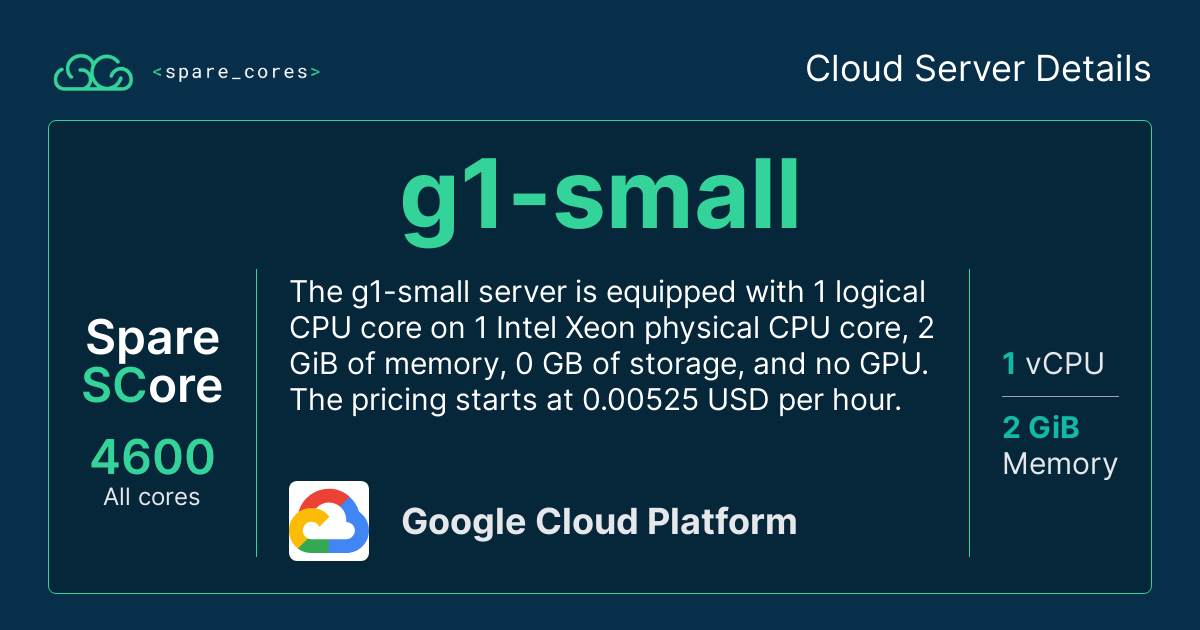 <spare_cores>
Cloud Server Details
g1-small
Spare
SCore
4600
All cores
The g1-small server is equipped with 1 logical
CPU core on 1 Intel Xeon physical CPU core, 2
GiB of memory, 0 GB of storage, and no GPU.
The pricing starts at 0.00525 USD per hour.
Google Cloud Platform
1 vCPU
2 GiB
Memory